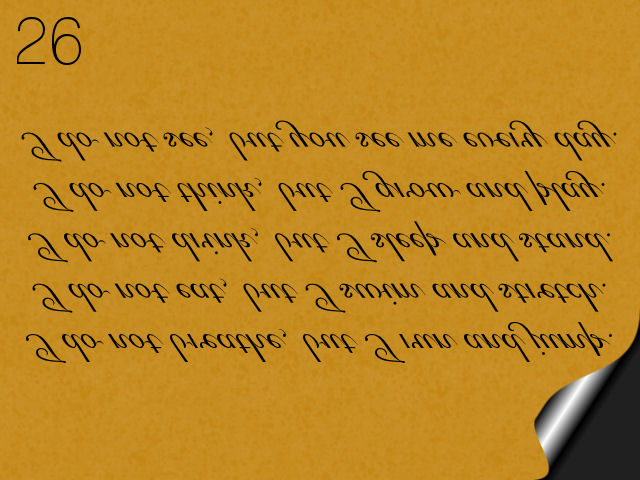 26
I do not breathe, but I run and jump.
I do not eat, but I swim and stretch.
I do not drink, but I sleep and stand.
I do not think, but I grow and play.
I do not see, but you see me every day.